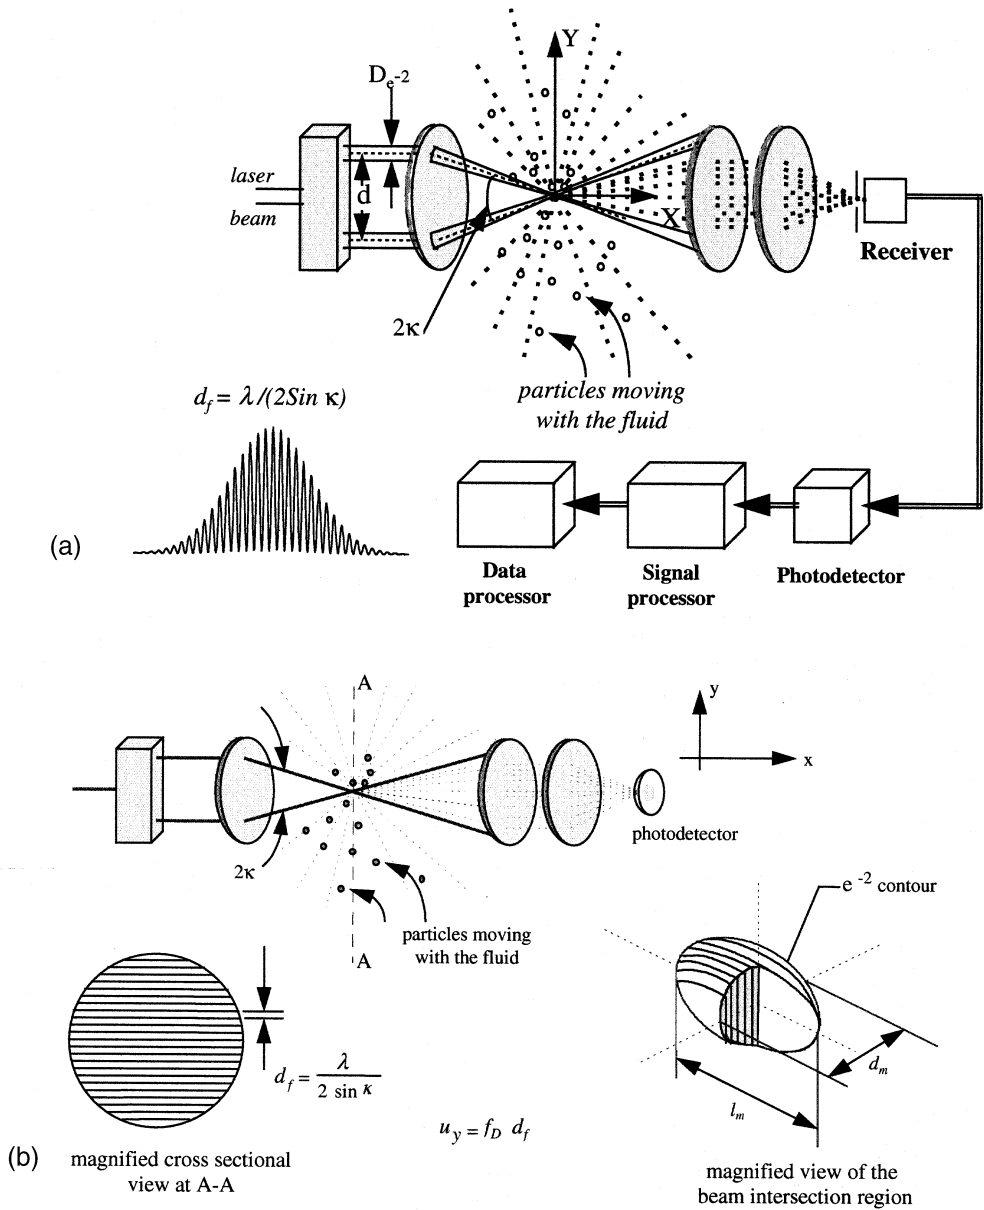 Y
Dₑ-2
laser
beam
d
X
Receiver
2κ
particles moving
with the fluid
d_f = λ/(2Sin κ)
(a)
Data
processor
Signal
processor
Photodetector
A
y
x
photodetector
2κ
e -2 contour
particles moving
with the fluid
A
d_f = λ / 2 sin κ
d_m
l_m
u_y = f_D d_f
(b)
magnified cross sectional
view at A-A
magnified view of the
beam intersection region